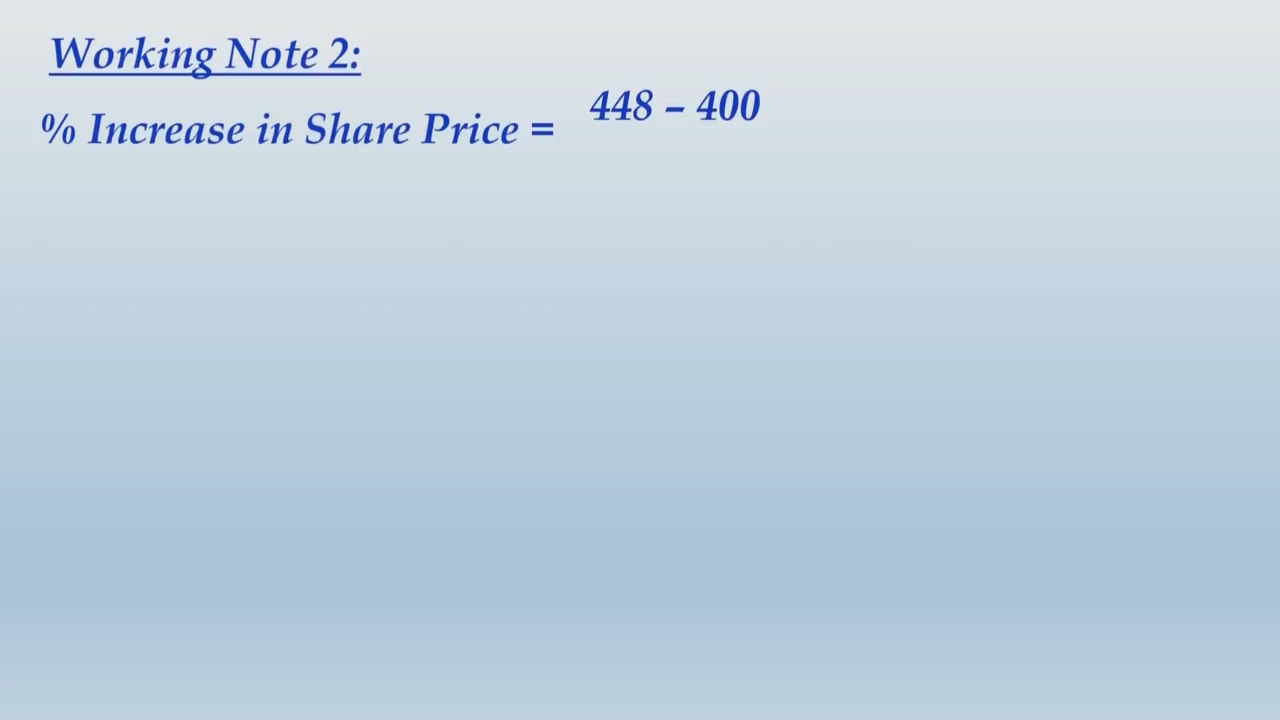 Working Note 2:
% Increase in Share Price = 448 – 400